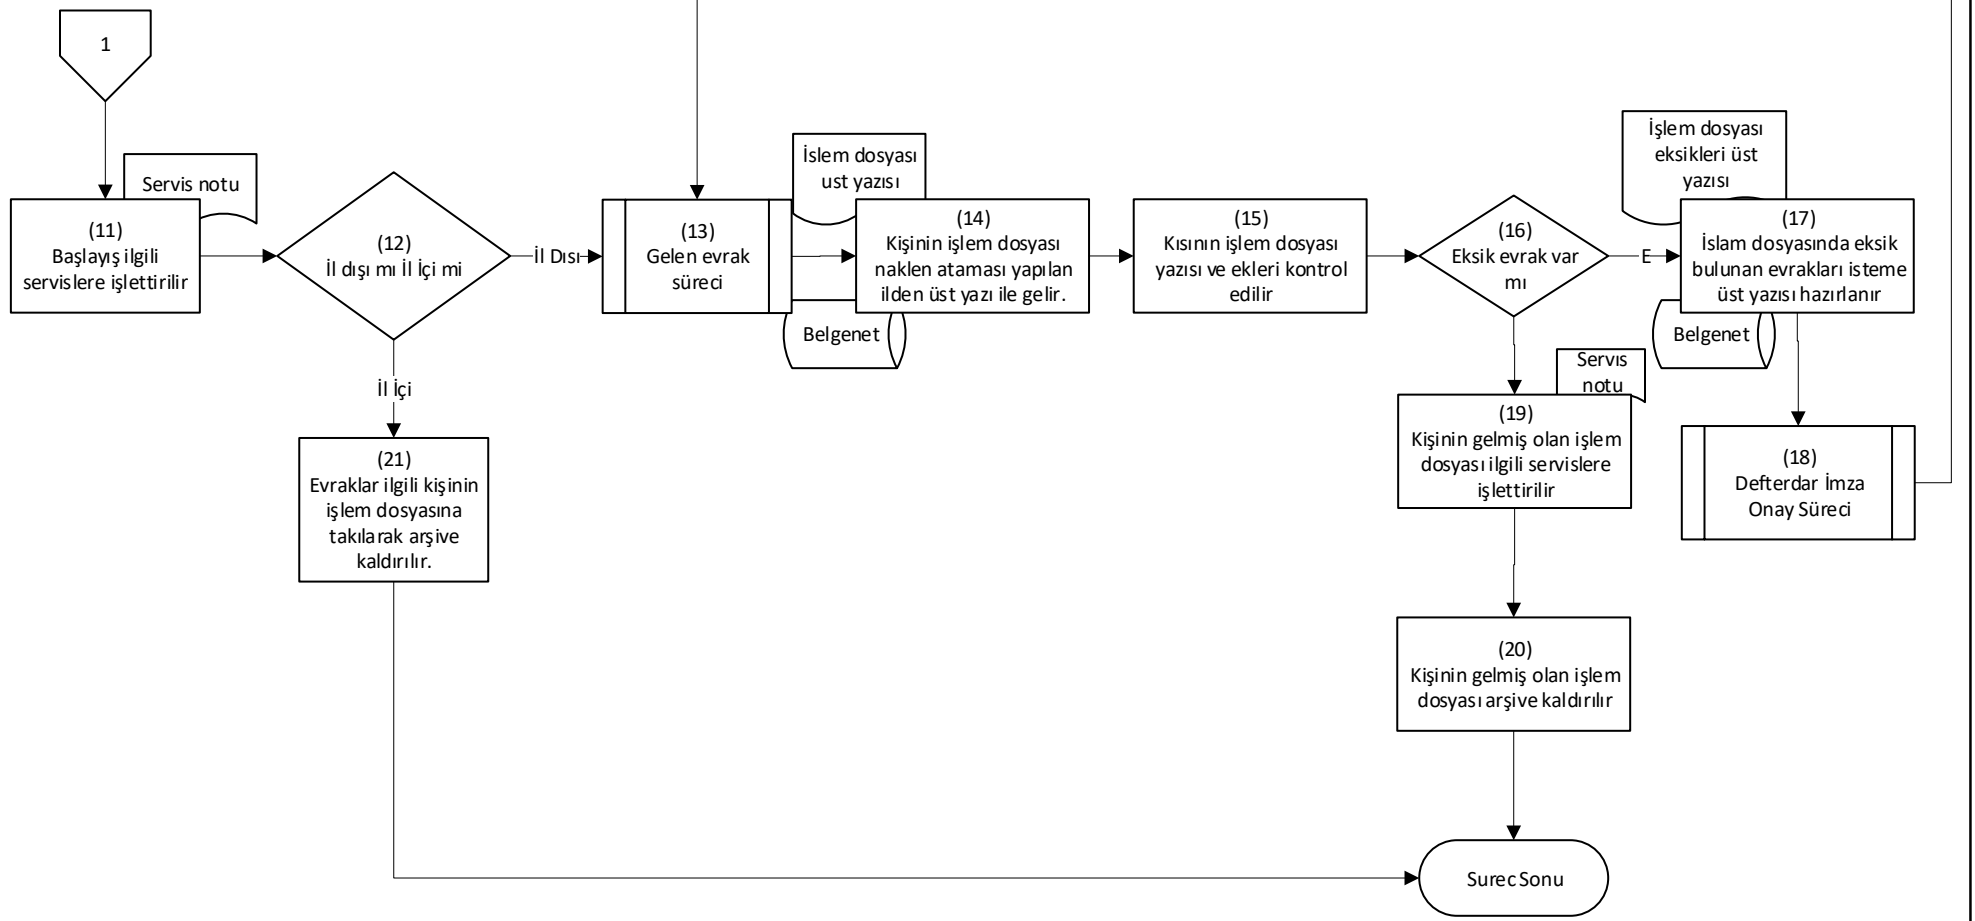 1
Servis notu
(11)
Başlayış ilgili
servislere işlettirilir
(12)
İl dışı mı İl İçi mi
İl Dısı
İl İçi
(21)
Evraklar ilgili kişinin
işlem dosyasına
takılarak arşive
kaldırılır.
(13)
Gelen evrak
süreci
İslem dosyası
ust yazısı
(14)
Kişinin işlem dosyası
naklen ataması yapılan
ilden üst yazı ile gelir.
Belgenet
(15)
Kısının işlem dosyası
yazısı ve ekleri kontrol
edilir
(16)
Eksik evrak var
mı
E
İşlem dosyası
eksikleri üst
yazısı
(17)
İslam dosyasında eksik
bulunan evrakları isteme
üst yazısı hazırlanır
Belgenet
(18)
Defterdar İmza
Onay Süreci
Servıs
notu
(19)
Kişinin gelmiş olan işlem
dosyası ilgili servislere
işlettirilir
(20)
Kişinin gelmiş olan işlem
dosyası arşive kaldırılır
Surec Sonu